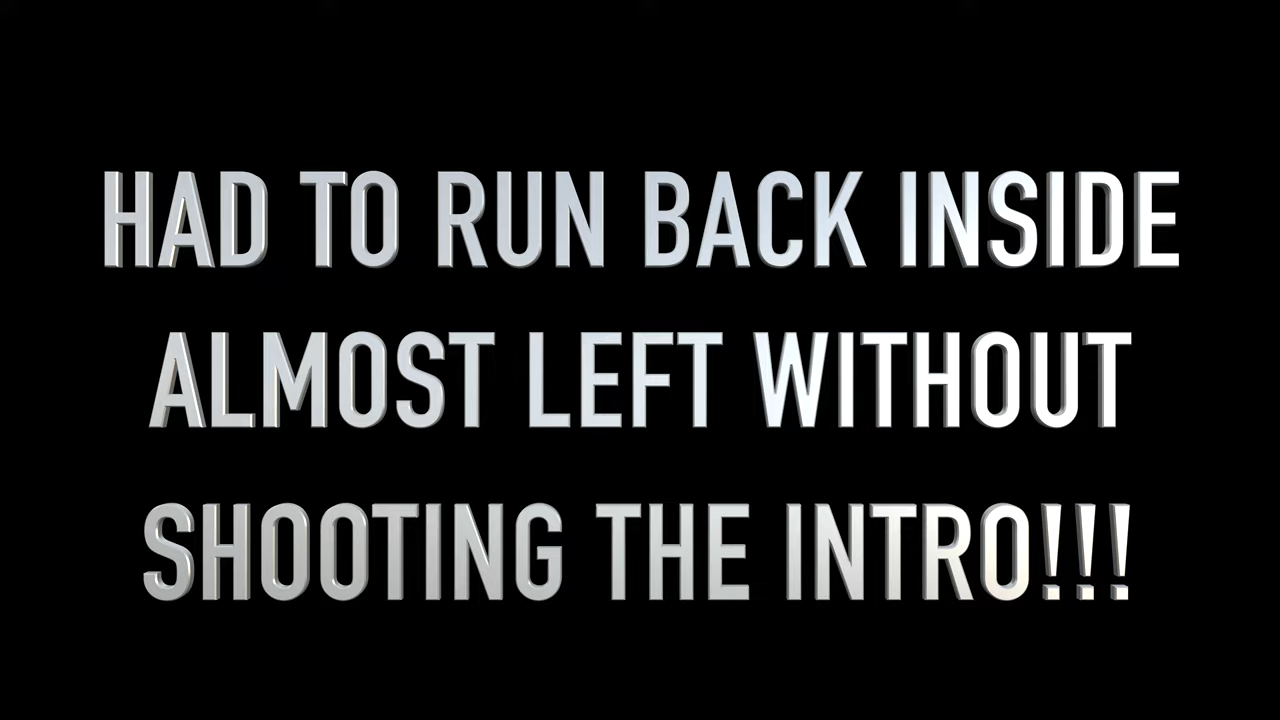 HAD TO RUN BACK INSIDE
ALMOST LEFT WITHOUT
SHOOTING THE INTRO!!!